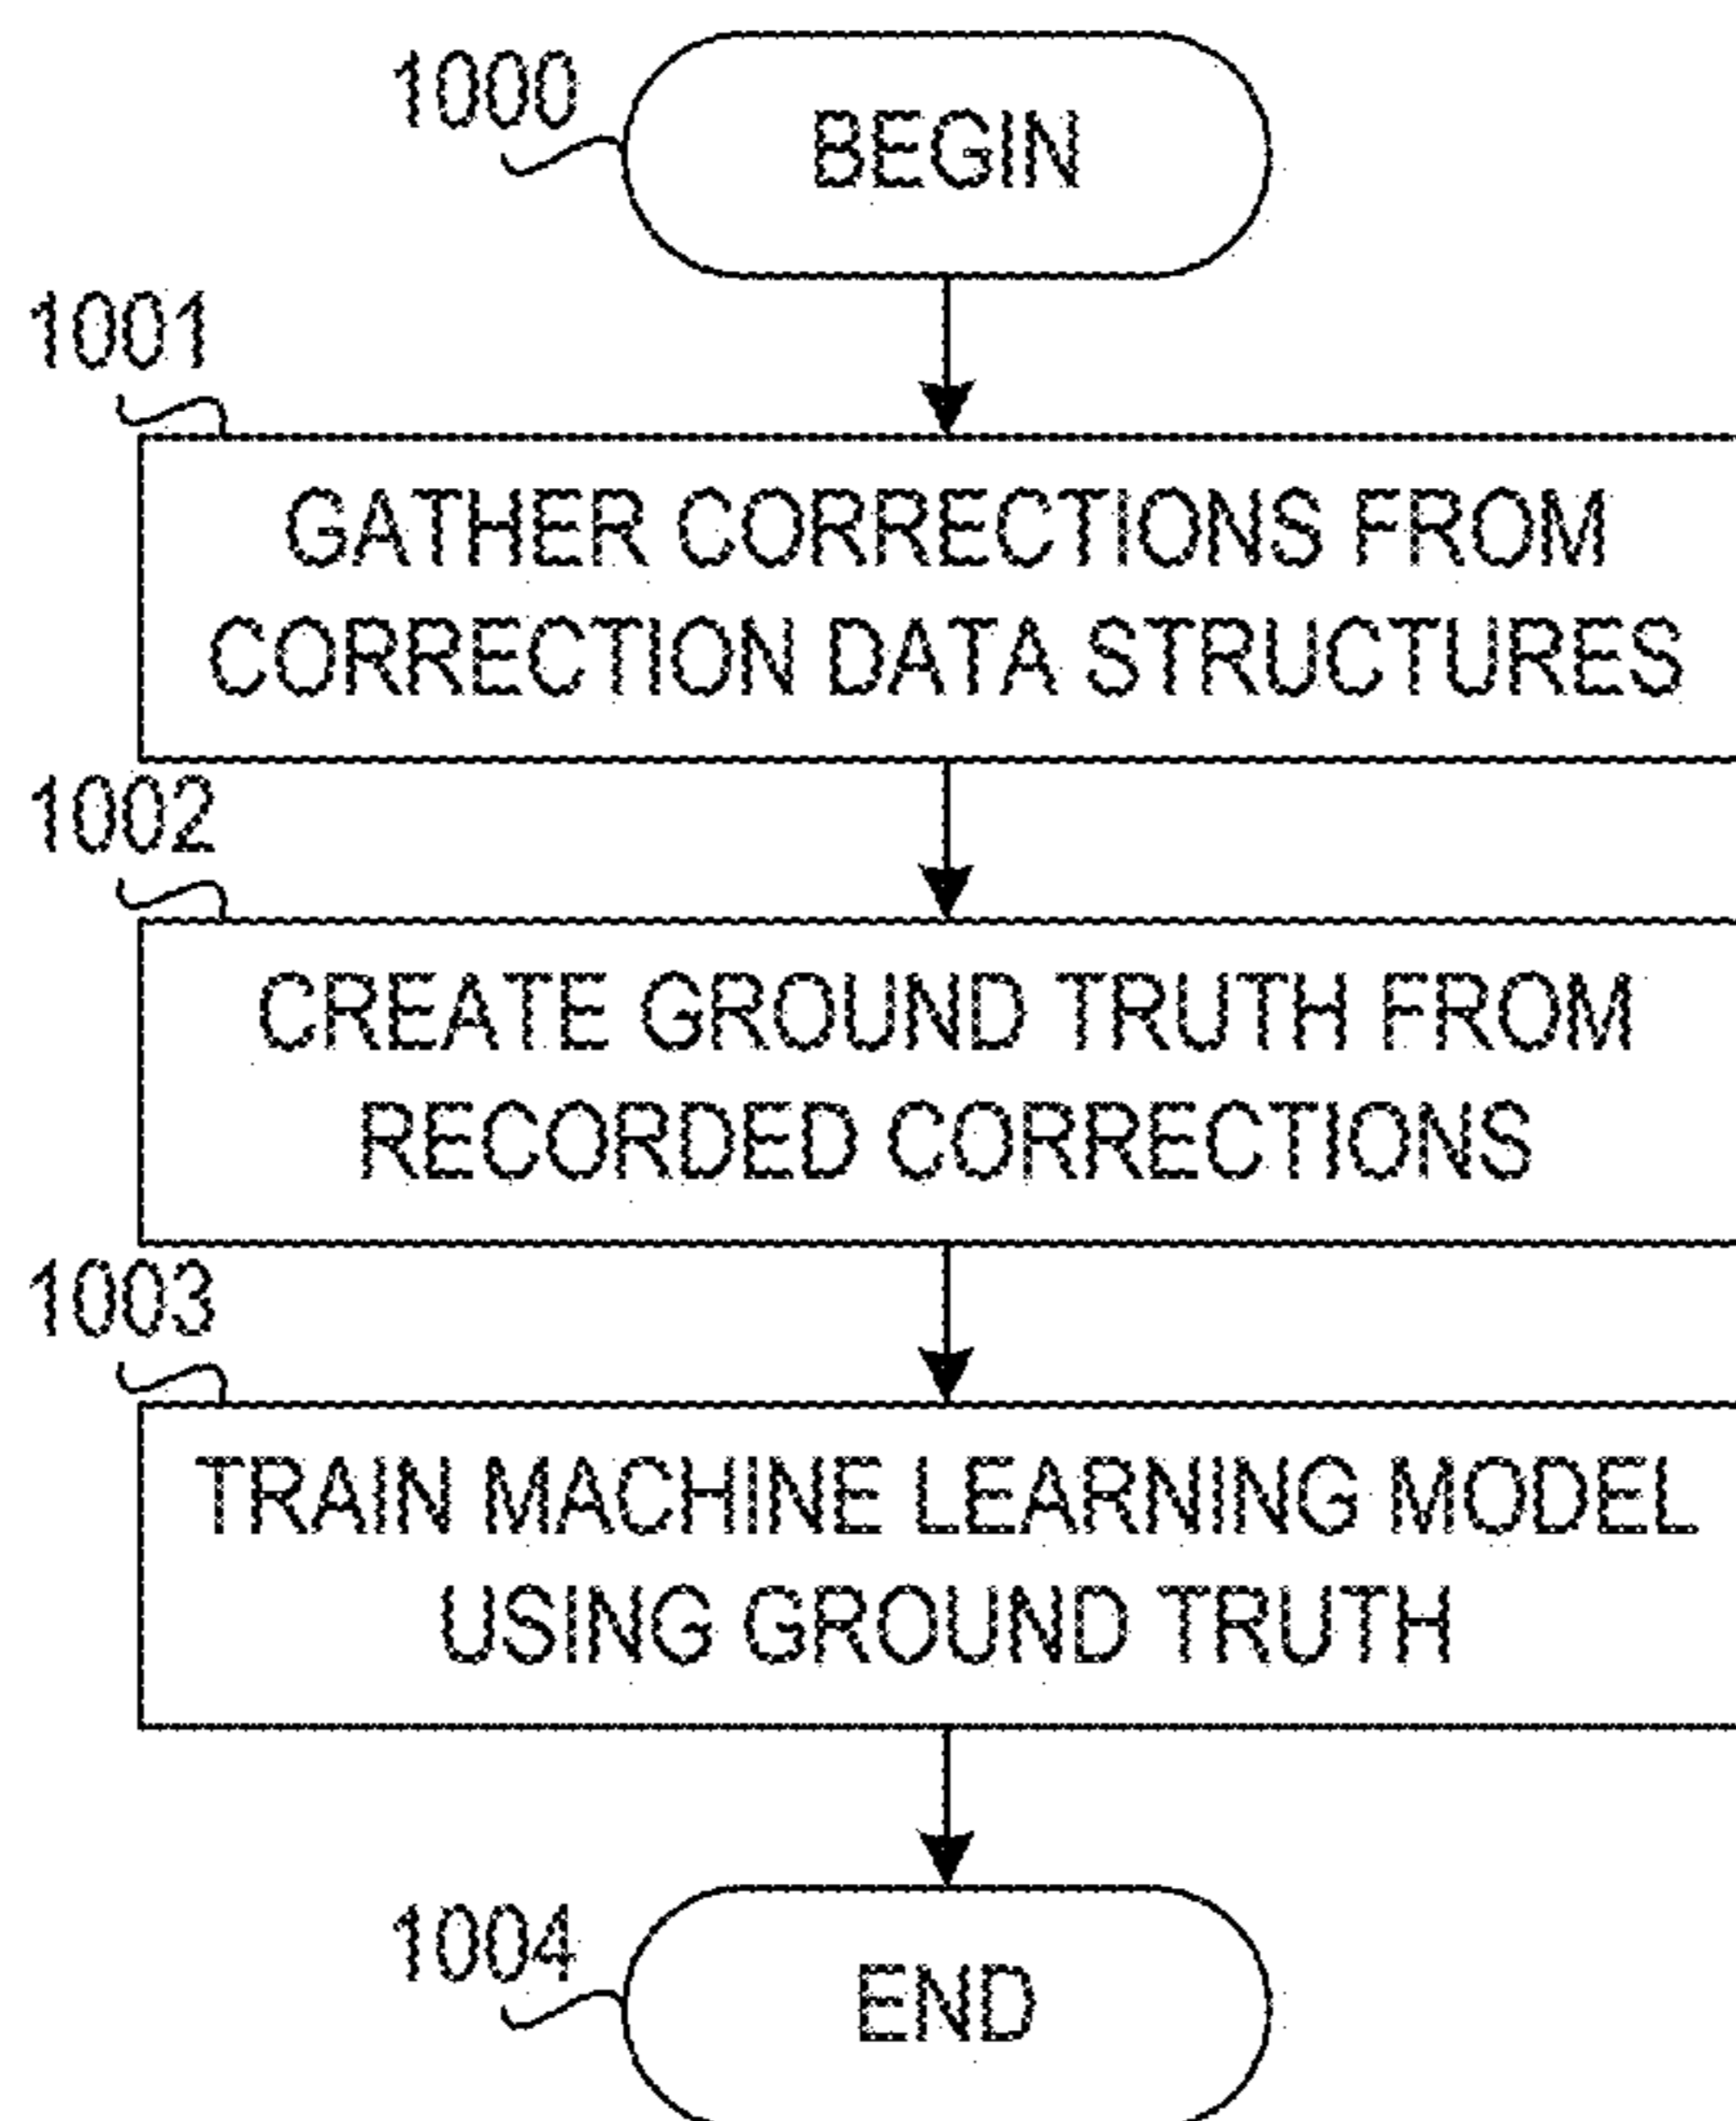 1000
BEGIN
1001
GATHER CORRECTIONS FROM
CORRECTION DATA STRUCTURES
1002
CREATE GROUND TRUTH FROM
RECORDED CORRECTIONS
1003
TRAIN MACHINE LEARNING MODEL
USING GROUND TRUTH
1004
END